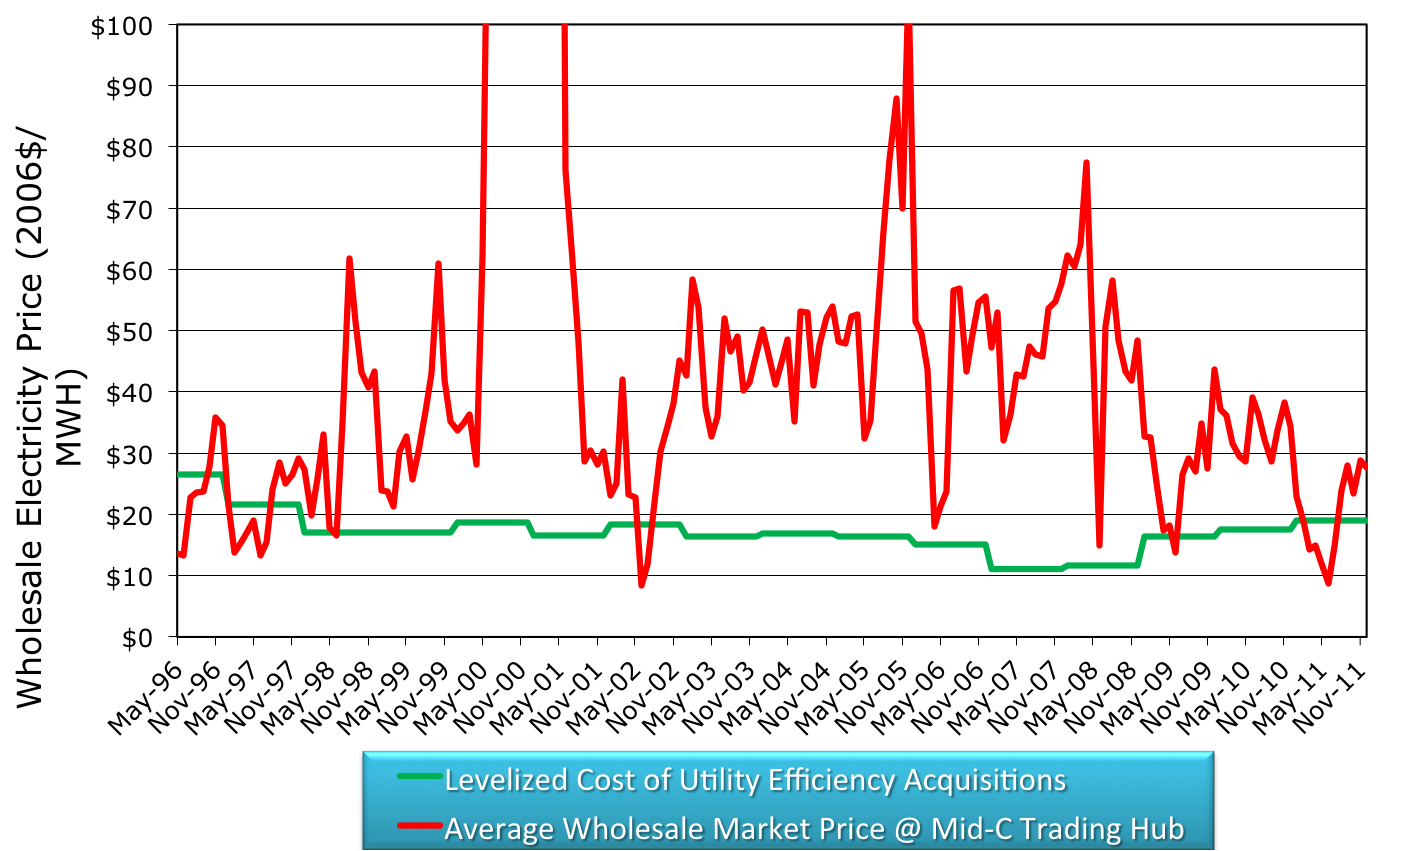 Wholesale Electricity Price (2006$/
MWH)
$100
$90
$80
$70
$60
$50
$40
$30
$20
$10
$0
May-96
Nov-96
May-97
Nov-97
May-98
Nov-98
May-99
Nov-99
May-00
Nov-00
May-01
Nov-01
May-02
Nov-02
May-03
Nov-03
May-04
Nov-04
May-05
Nov-05
May-06
Nov-06
May-07
Nov-07
May-08
Nov-08
May-09
Nov-09
May-10
Nov-10
May-11
Nov-11
Levelized Cost of Utility Efficiency Acquisitions
Average Wholesale Market Price @ Mid-C Trading Hub